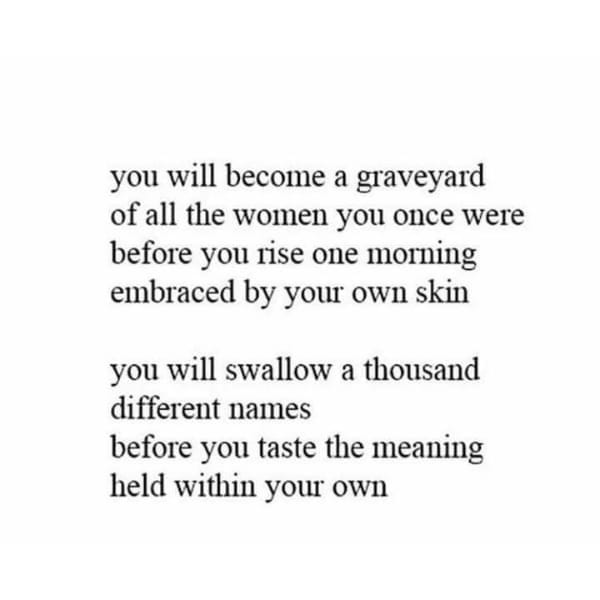 you will become a graveyard
of all the women you once were
before you rise one morning
embraced by your own skin
you will swallow a thousand
different names
before you taste the meaning
held within your own